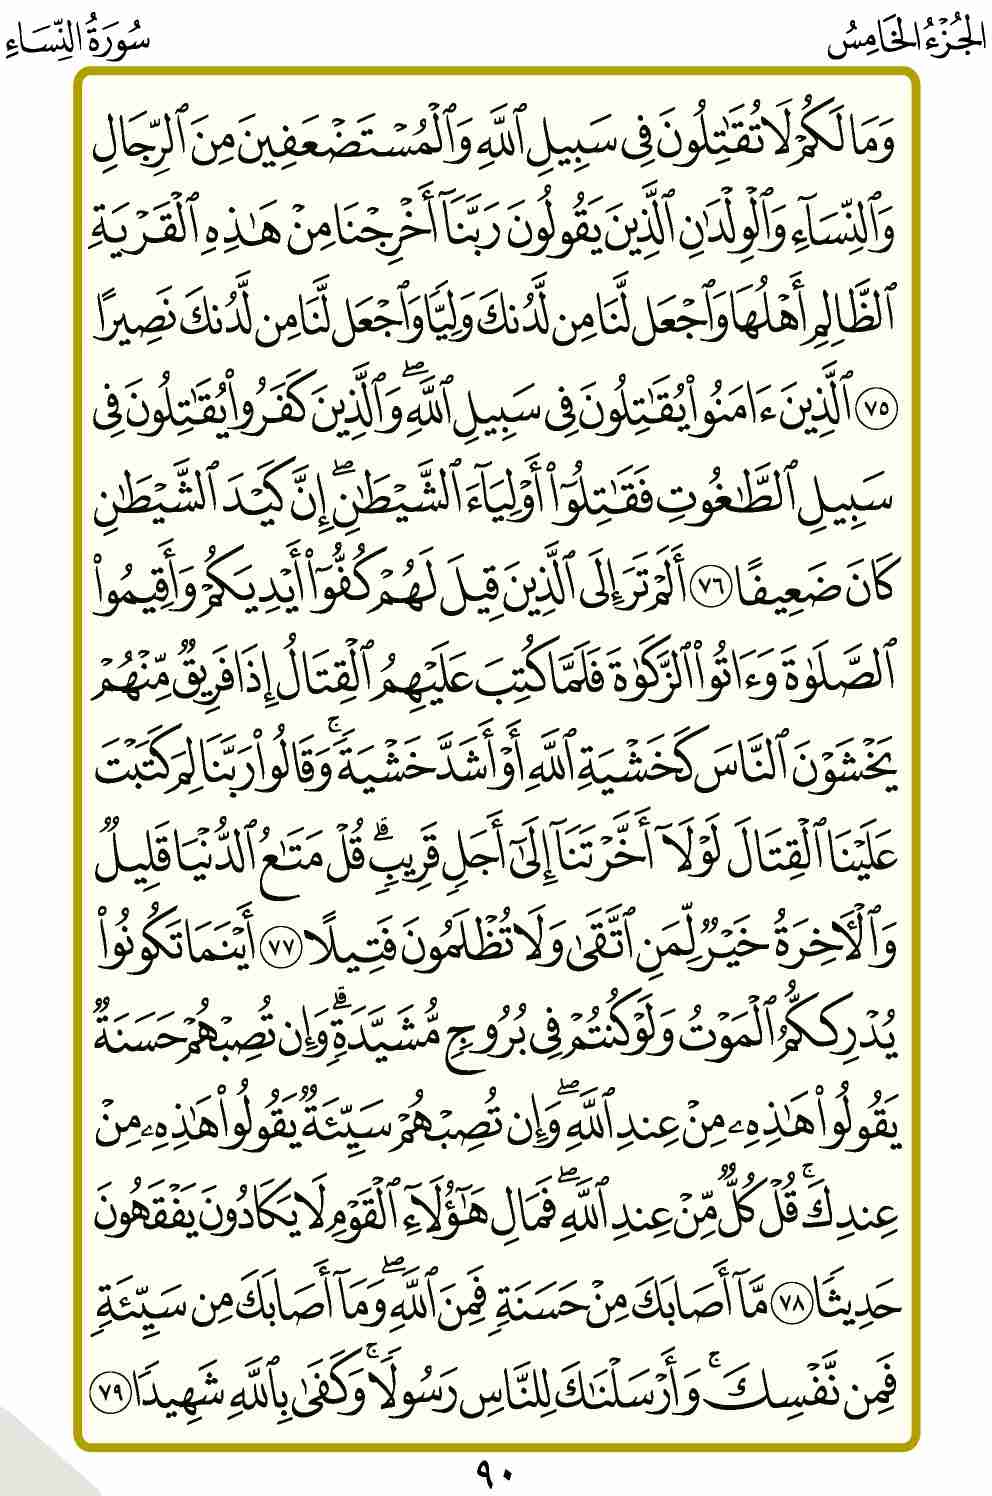 الجُزْءُ الخَامِسُ
سُورَةُ النِّسَاءِ
وَمَا لَكُمْ لَا تُقَٰتِلُونَ فِى سَبِيلِ ٱللَّهِ وَٱلْمُسْتَضْعَفِينَ مِنَ ٱلرِّجَالِ
وَٱلنِّسَآءِ وَٱلْوِلْدَٰنِ ٱلَّذِينَ يَقُولُونَ رَبَّنَآ أَخْرِجْنَا مِنْ هَٰذِهِ ٱلْقَرْيَةِ
ٱلظَّالِمِ أَهْلُهَا وَٱجْعَل لَّنَا مِن لَّدُنكَ وَلِيًّا وَٱجْعَل لَّنَا مِن لَّدُنكَ نَصِيرًا
٧٥ ٱلَّذِينَ ءَامَنُوا۟ يُقَٰتِلُونَ فِى سَبِيلِ ٱللَّهِ ۖ وَٱلَّذِينَ كَفَرُوا۟ يُقَٰتِلُونَ فِى
سَبِيلِ ٱلطَّٰغُوتِ فَقَٰتِلُوٓا۟ أَوْلِيَآءَ ٱلشَّيْطَٰنِ ۖ إِنَّ كَيْدَ ٱلشَّيْطَٰنِ
كَانَ ضَعِيفًا ٧٦ أَلَمْ تَرَ إِلَى ٱلَّذِينَ قِيلَ لَهُمْ كُفُّوٓا۟ أَيْدِيَكُمْ وَأَقِيمُوا۟
ٱلصَّلَوٰةَ وَءَاتُوا۟ ٱلزَّكَوٰةَ فَلَمَّا كُتِبَ عَلَيْهِمُ ٱلْقِتَالُ إِذَا فَرِيقٌ مِّنْهُمْ
يَخْشَوْنَ ٱلنَّاسَ كَخَشْيَةِ ٱللَّهِ أَوْ أَشَدَّ خَشْيَةً ۚ وَقَالُوا۟ رَبَّنَا لِمَ كَتَبْتَ
عَلَيْنَا ٱلْقِتَالَ لَوْلَآ أَخَّرْتَنَآ إِلَىٰٓ أَجَلٍ قَرِيبٍ ۗ قُلْ مَتَٰعُ ٱلدُّنْيَا قَلِيلٌ
وَٱلْءَاخِرَةُ خَيْرٌ لِّمَنِ ٱتَّقَىٰ وَلَا تُظْلَمُونَ فَتِيلًا ٧٧ أَيْنَمَا تَكُونُوا۟
يُدْرِككُّمُ ٱلْمَوْتُ وَلَوْ كُنتُمْ فِى بُرُوجٍ مُّشَيَّدَةٍ ۗ وَإِن تُصِبْهُمْ حَسَنَةٌ
يَقُولُوا۟ هَٰذِهِۦ مِنْ عِندِ ٱللَّهِ ۖ وَإِن تُصِبْهُمْ سَيِّئَةٌ يَقُولُوا۟ هَٰذِهِۦ مِنْ
عِندِكَ ۚ قُلْ كُلٌّ مِّنْ عِندِ ٱللَّهِ ۖ فَمَالِ هَٰٓؤُلَآءِ ٱلْقَوْمِ لَا يَكَادُونَ يَفْقَهُونَ
حَدِيثًا ٧٨ مَّآ أَصَابَكَ مِنْ حَسَنَةٍ فَمِنَ ٱللَّهِ ۖ وَمَآ أَصَابَكَ مِن سَيِّئَةٍ
فَمِن نَّفْسِكَ ۚ وَأَرْسَلْنَٰكَ لِلنَّاسِ رَسُولًا ۚ وَكَفَىٰ بِٱللَّهِ شَهِيدًا ٧٩
٩٠